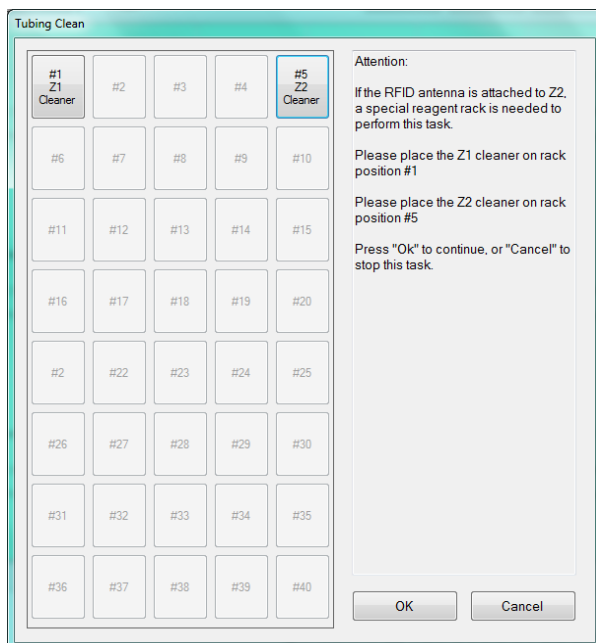 Tubing Clean
#1
Z1
Cleaner
#2
#3
#4
#5
Z2
Cleaner
#6
#7
#8
#9
#10
#11
#12
#13
#14
#15
#16
#17
#18
#19
#20
#2
#22
#23
#24
#25
#26
#27
#28
#29
#30
#31
#32
#33
#34
#35
#36
#37
#38
#39
#40
Attention:
If the RFID antenna is attached to Z2,
a special reagent rack is needed to
perform this task.
Please place the Z1 cleaner on rack
position #1
Please place the Z2 cleaner on rack
position #5
Press "Ok" to continue, or "Cancel" to
stop this task.
OK
Cancel